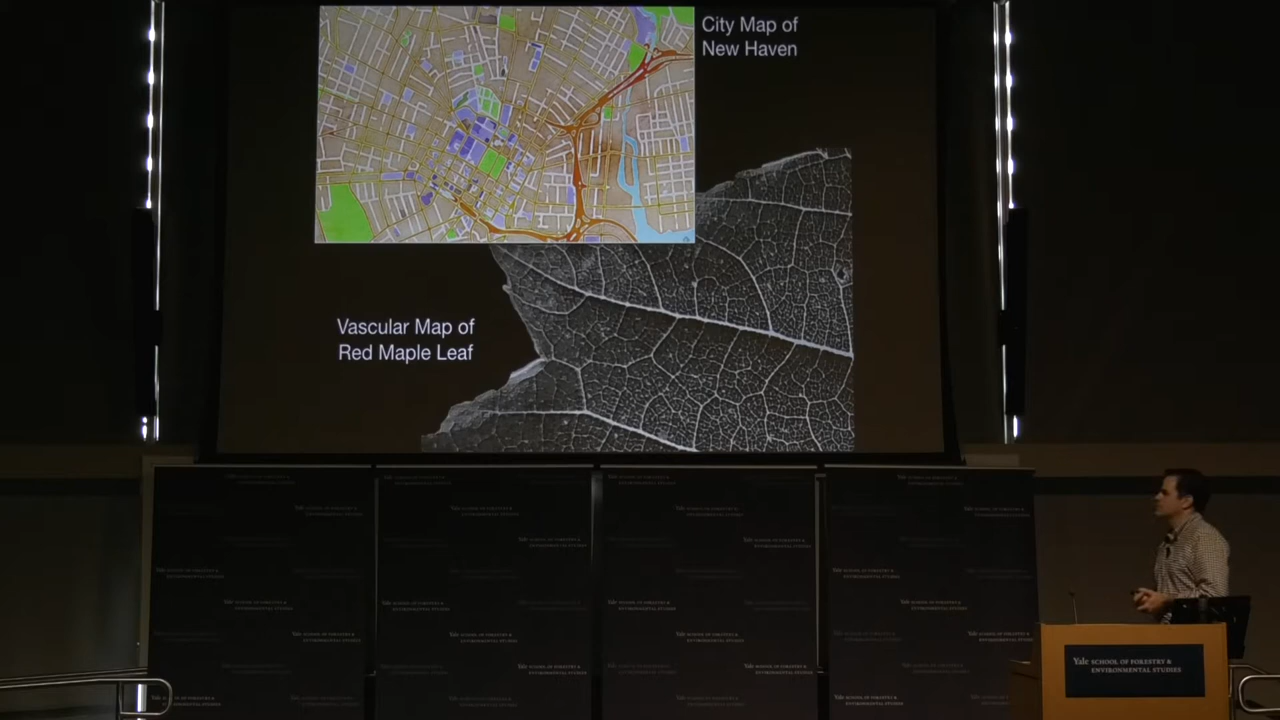 City Map of
New Haven
Vascular Map of
Red Maple Leaf
Yale SCHOOL OF FORESTRY &
ENVIRONMENTAL STUDIES